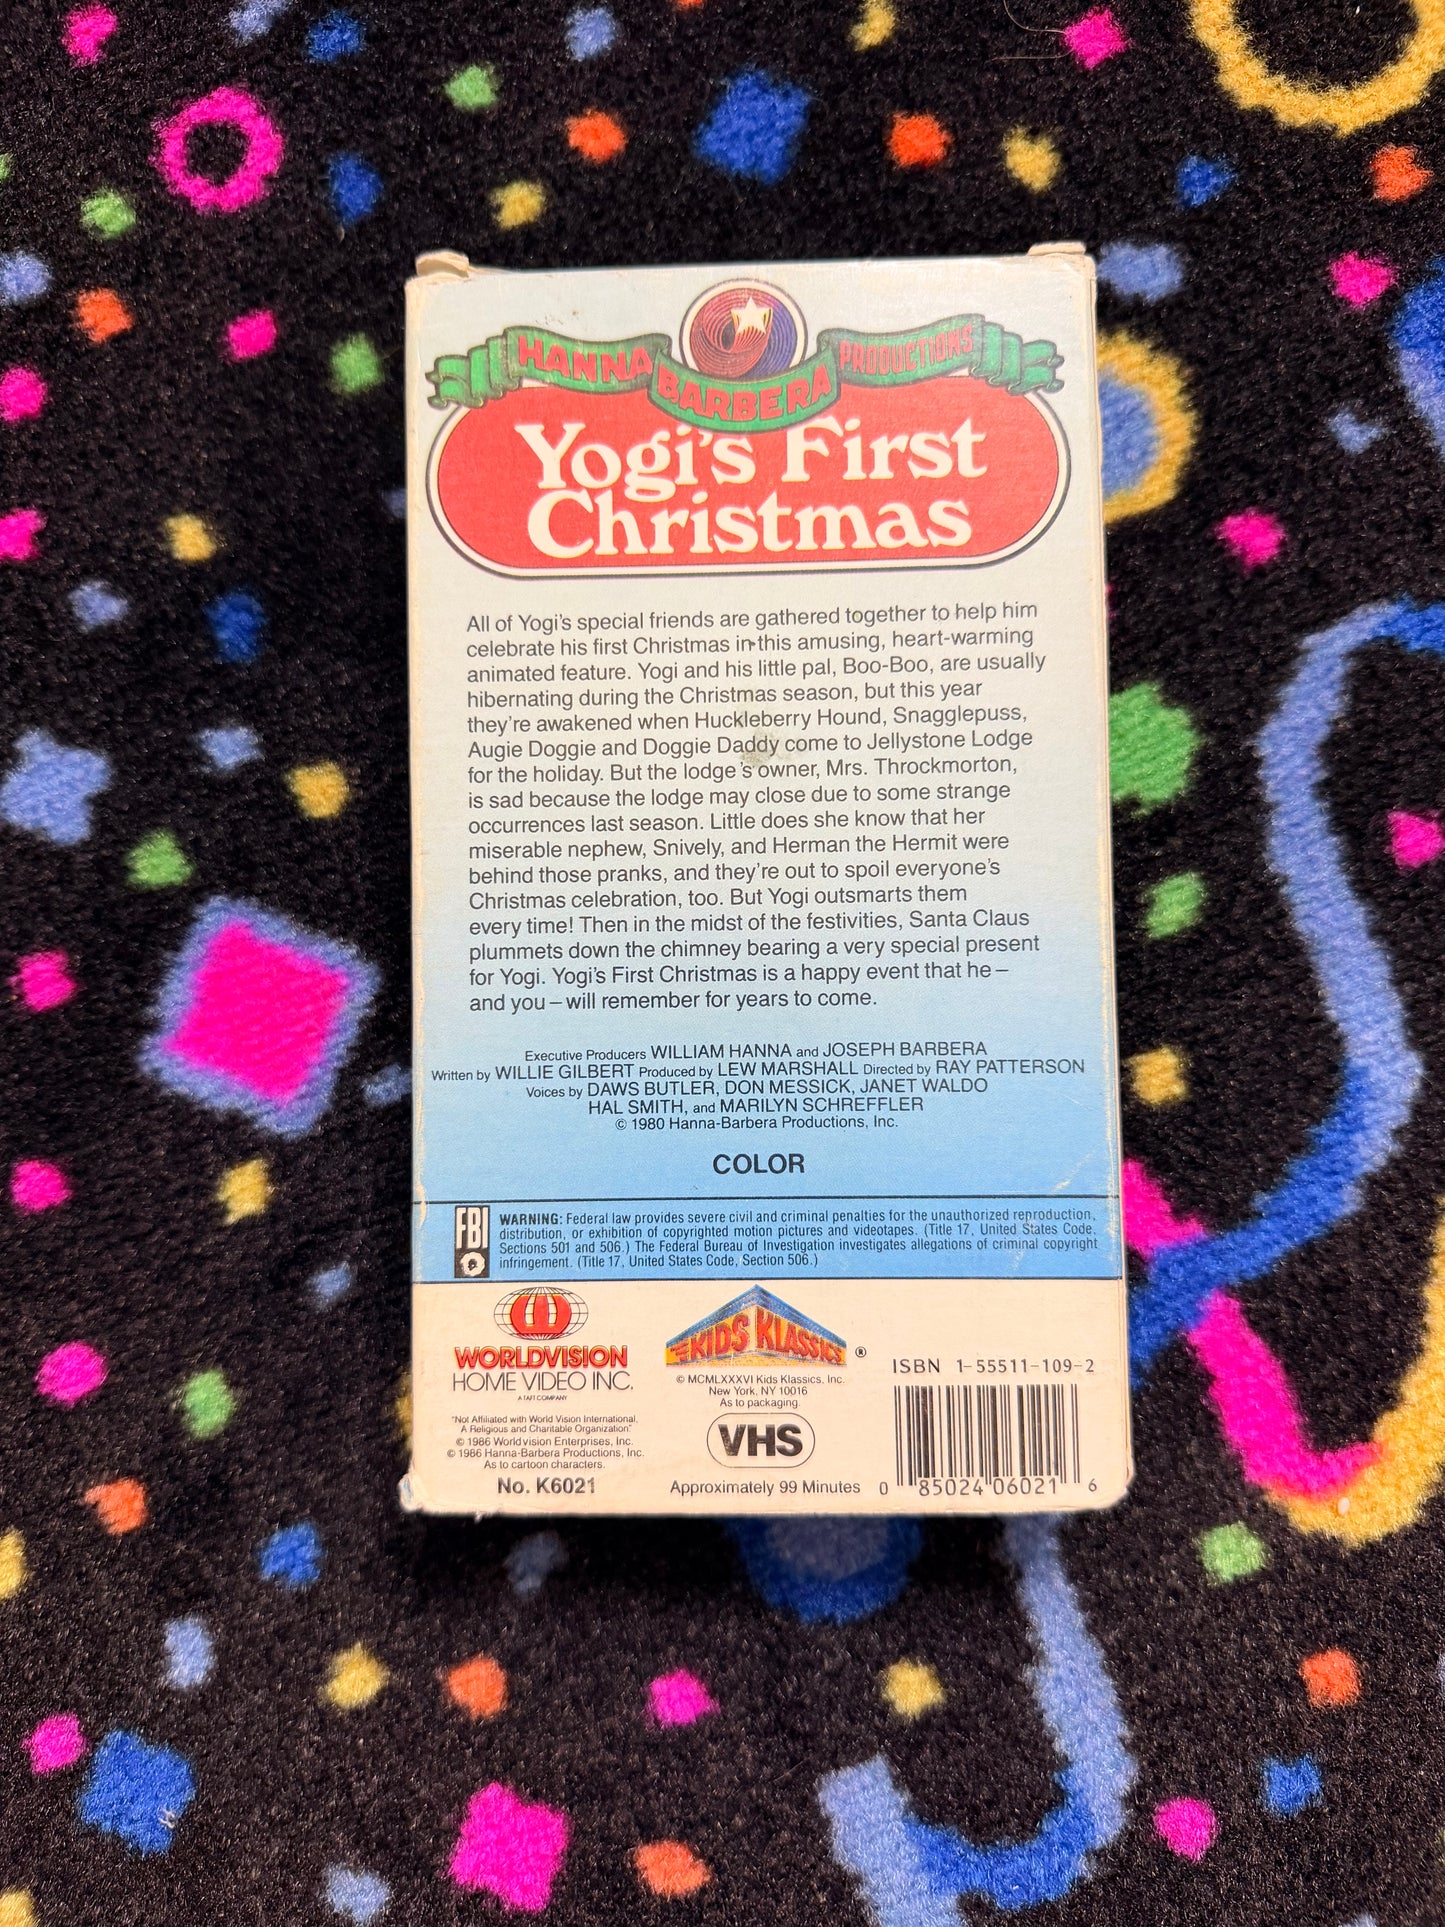 HANNA BARBERA PRODUCTIONS
Yogi's First
Christmas
All of Yogi's special friends are gathered together to help him
celebrate his first Christmas in this amusing, heart-warming
animated feature. Yogi and his little pal, Boo-Boo, are usually
hibernating during the Christmas season, but this year
they're awakened when Huckleberry Hound, Snagglepuss,
Augie Doggie and Doggie Daddy come to Jellystone Lodge
for the holiday. But the lodge's owner, Mrs. Throckmorton,
is sad because the lodge may close due to some strange
occurrences last season. Little does she know that her
miserable nephew, Snively, and Herman the Hermit were
behind those pranks, and they're out to spoil everyone's
Christmas celebration, too. But Yogi outsmarts them
every time! Then in the midst of the festivities, Santa Claus
plummets down the chimney bearing a very special present
for Yogi. Yogi's First Christmas is a happy event that he—
and you—will remember for years to come.
Executive Producers WILLIAM HANNA and JOSEPH BARBERA
Written by WILLIE GILBERT Produced by LEW MARSHALL Directed by RAY PATTERSON
Voices by DAWS BUTLER, DON MESSICK, JANET WALDO
HAL SMITH, and MARILYN SCHREFFLER
© 1980 Hanna-Barbera Productions, Inc.
COLOR
FBI
WARNING: Federal law provides severe civil and criminal penalties for the unauthorized reproduction,
distribution, or exhibition of copyrighted motion pictures and videotapes. (Title 17, United States Code,
Sections 501 and 506.) The Federal Bureau of Investigation investigates allegations of criminal copyright
infringement. (Title 17, United States Code, Section 506.)
WORLDVISION
HOME VIDEO INC.
A TAFT COMPANY
"Not Affiliated with World Vision International,
A Religious and Charitable Organization"
© 1986 Worldvision Enterprises, Inc.
© 1986 Hanna-Barbera Productions, Inc.
As to cartoon characters.
No. K6021
KIDS KLASSICS ®
© MCMLXXXVI Kids Klassics, Inc.
New York, NY 10016
As to packaging.
VHS
Approximately 99 Minutes
ISBN 1-55511-109-2
0 85024 06021 6